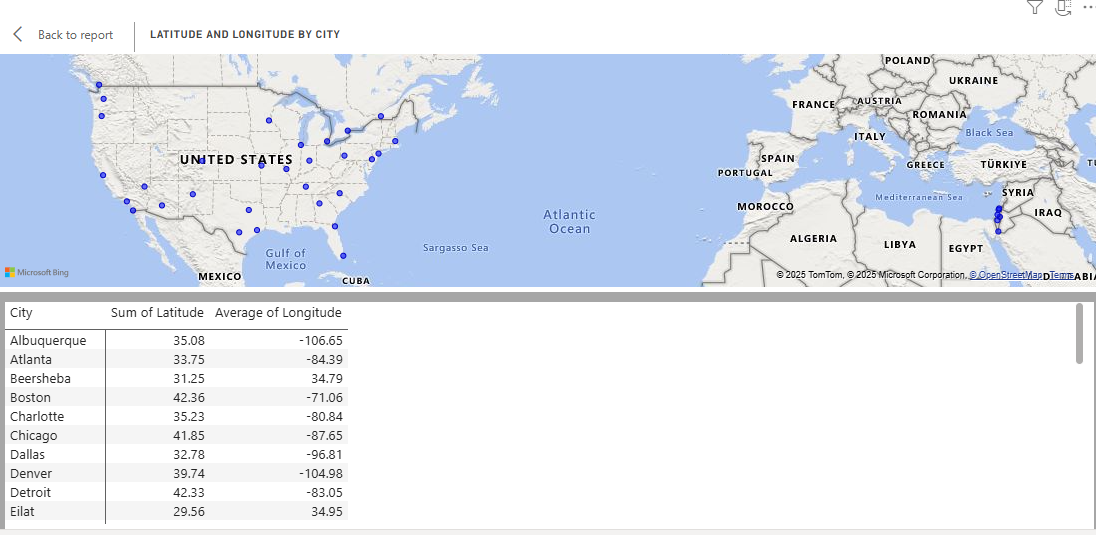 Back to report
LATITUDE AND LONGITUDE BY CITY
POLAND
UKRAINE
FRANCE
AUSTRIA
ROMANIA
ITALY
Black Sea
UNITED STATES
SPAIN
GREECE
TÜRKIYE
PORTUGAL
SYRIA
Mediterranean Sea
MOROCCO
IRAQ
Atlantic
Ocean
ALGERIA
LIBYA
EGYPT
Sargasso Sea
Gulf of
Mexico
Microsoft Bing
MEXICO
CUBA
© 2025 TomTom, © 2025 Microsoft Corporation, © OpenStreetMap Terms
City Sum of Latitude Average of Longitude
Albuquerque 35.08 -106.65
Atlanta 33.75 -84.39
Beersheba 31.25 34.79
Boston 42.36 -71.06
Charlotte 35.23 -80.84
Chicago 41.85 -87.65
Dallas 32.78 -96.81
Denver 39.74 -104.98
Detroit 42.33 -83.05
Eilat 29.56 34.95